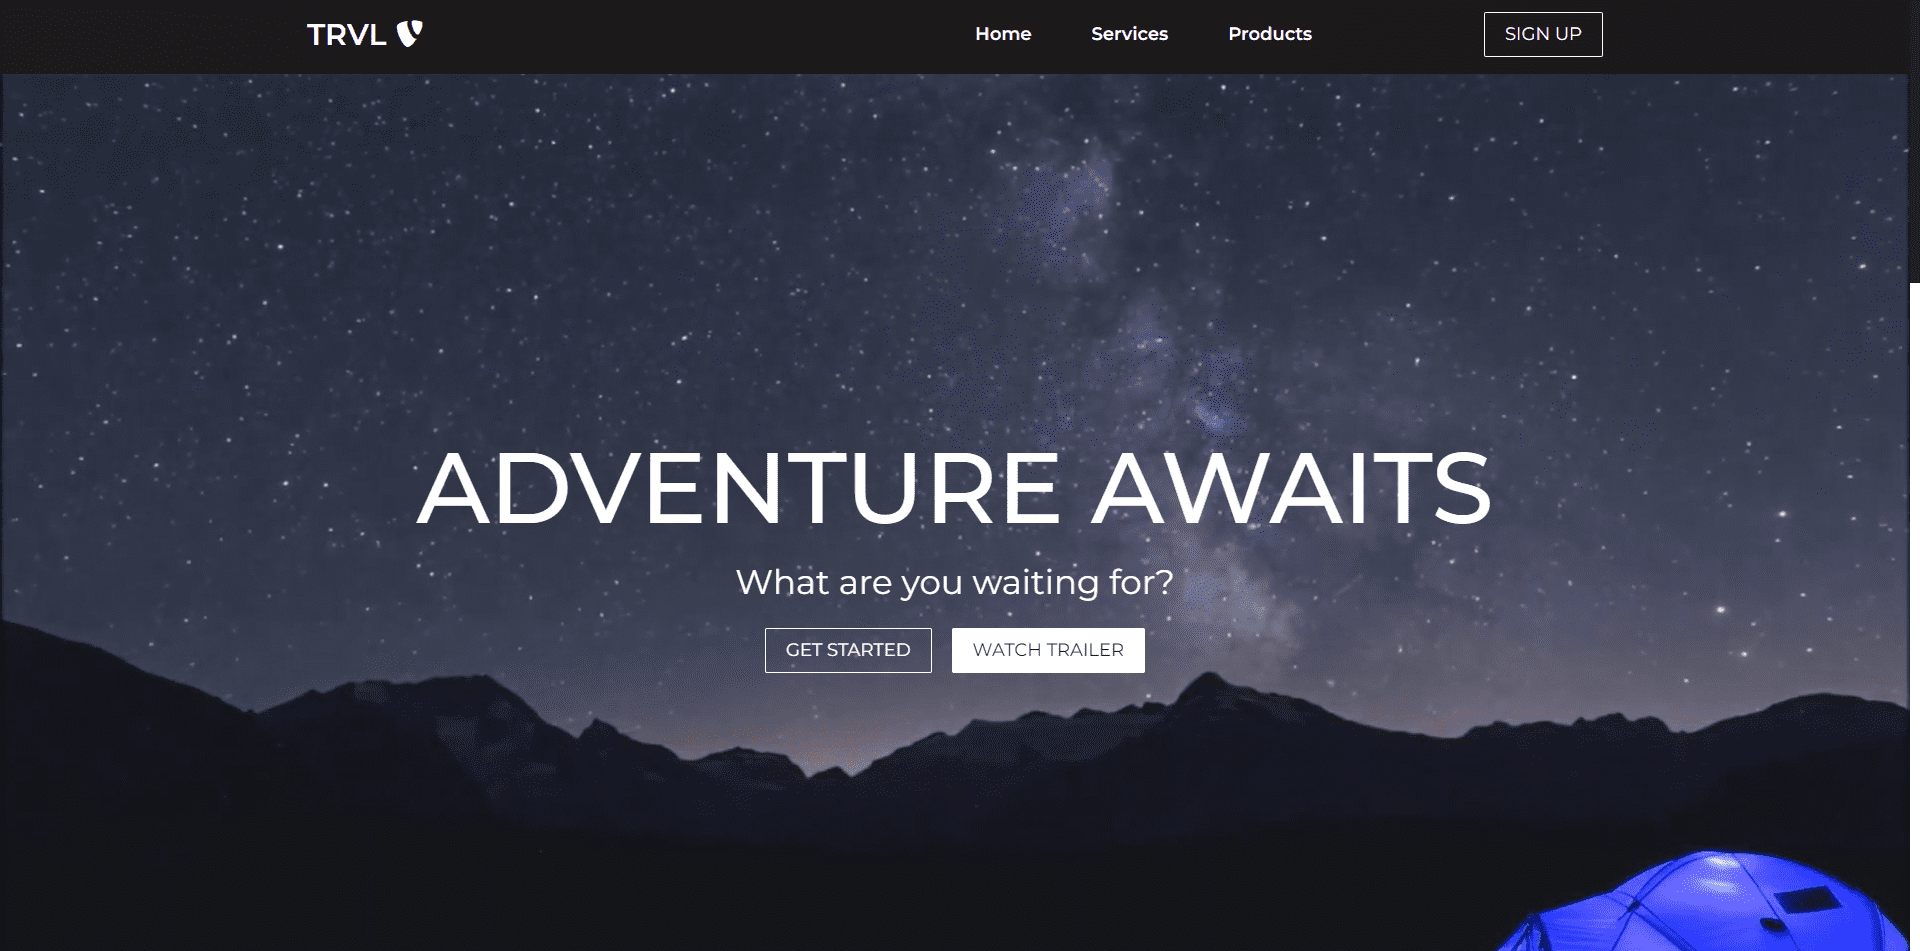 TRVL
Home Services Products
SIGN UP
ADVENTURE AWAITS
What are you waiting for?
GET STARTED WATCH TRAILER